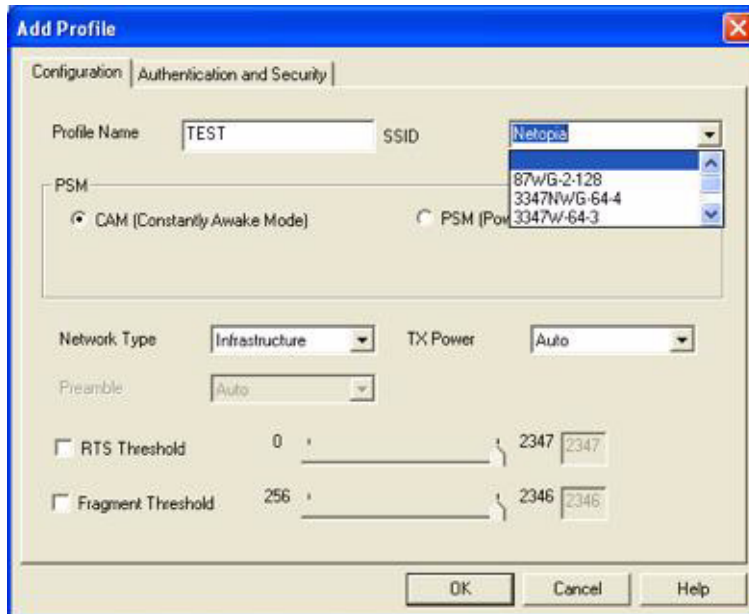 Add Profile
Configuration Authentication and Security
Profile Name TEST SSID Netopia
87WG-2-128
3347NWG-64-4
3347W-64-3
PSM
CAM (Constantly Awake Mode) PSM (Pow
Network Type Infrastructure TX Power Auto
Preamble Auto
RTS Threshold 0 2347 2347
Fragment Threshold 256 2346 2346
OK Cancel Help